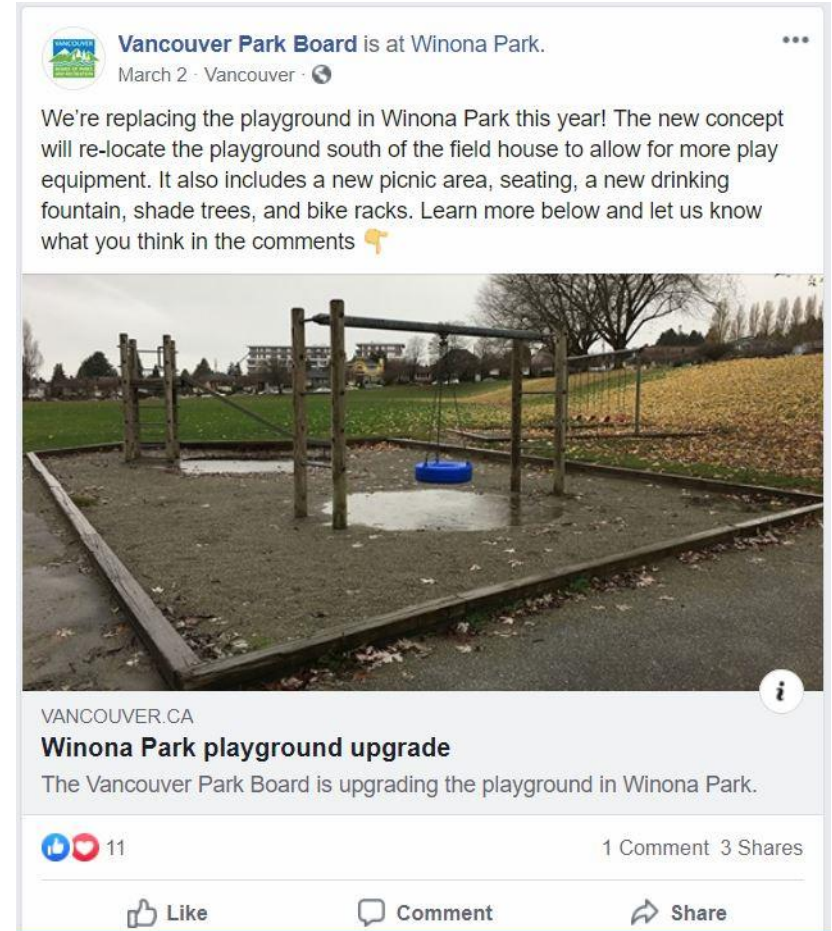 VANCOUVER
Vancouver Park Board is at Winona Park.
March 2 · Vancouver ·
We’re replacing the playground in Winona Park this year! The new concept
will re-locate the playground south of the field house to allow for more play
equipment. It also includes a new picnic area, seating, a new drinking
fountain, shade trees, and bike racks. Learn more below and let us know
what you think in the comments 👇
i
VANCOUVER.CA
Winona Park playground upgrade
The Vancouver Park Board is upgrading the playground in Winona Park.
11
1 Comment 3 Shares
Like Comment Share